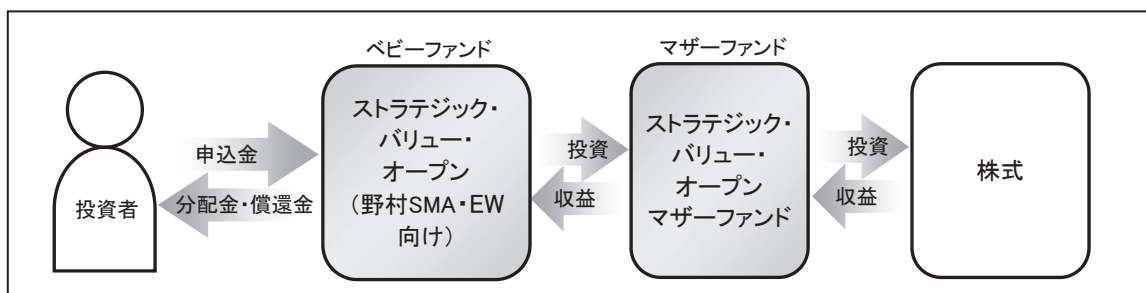 ベビーファンド
マザーファンド
投資者
申込金
分配金・償還金
ストラテジック・
バリュー・
オープン
（野村SMA・EW
向け）
投資
収益
ストラテジック・
バリュー・
オープン
マザーファンド
投資
収益
株式